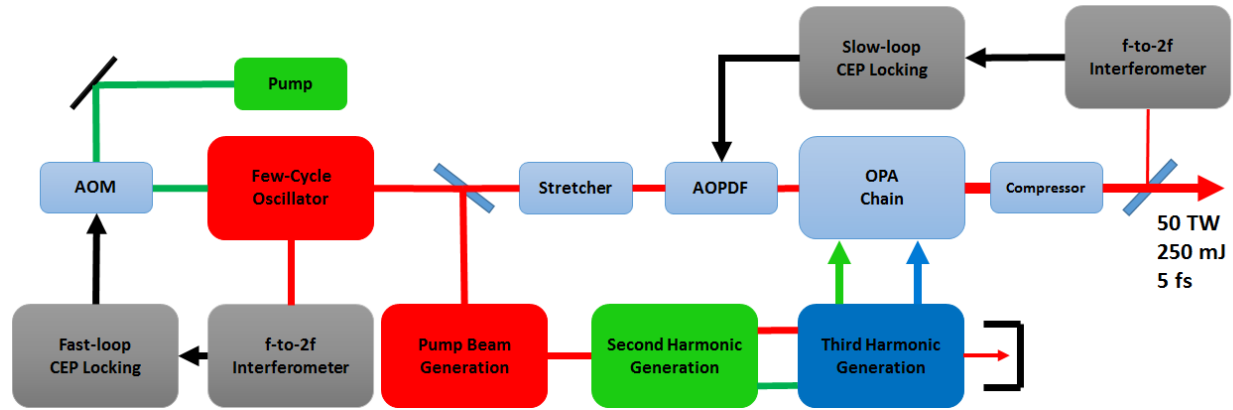 Slow-loop
CEP Locking
f-to-2f
Interferometer
Pump
AOM
Few-Cycle
Oscillator
Stretcher
AOPDF
OPA
Chain
Compressor
50 TW
250 mJ
5 fs
Fast-loop
CEP Locking
f-to-2f
Interferometer
Pump Beam
Generation
Second Harmonic
Generation
Third Harmonic
Generation